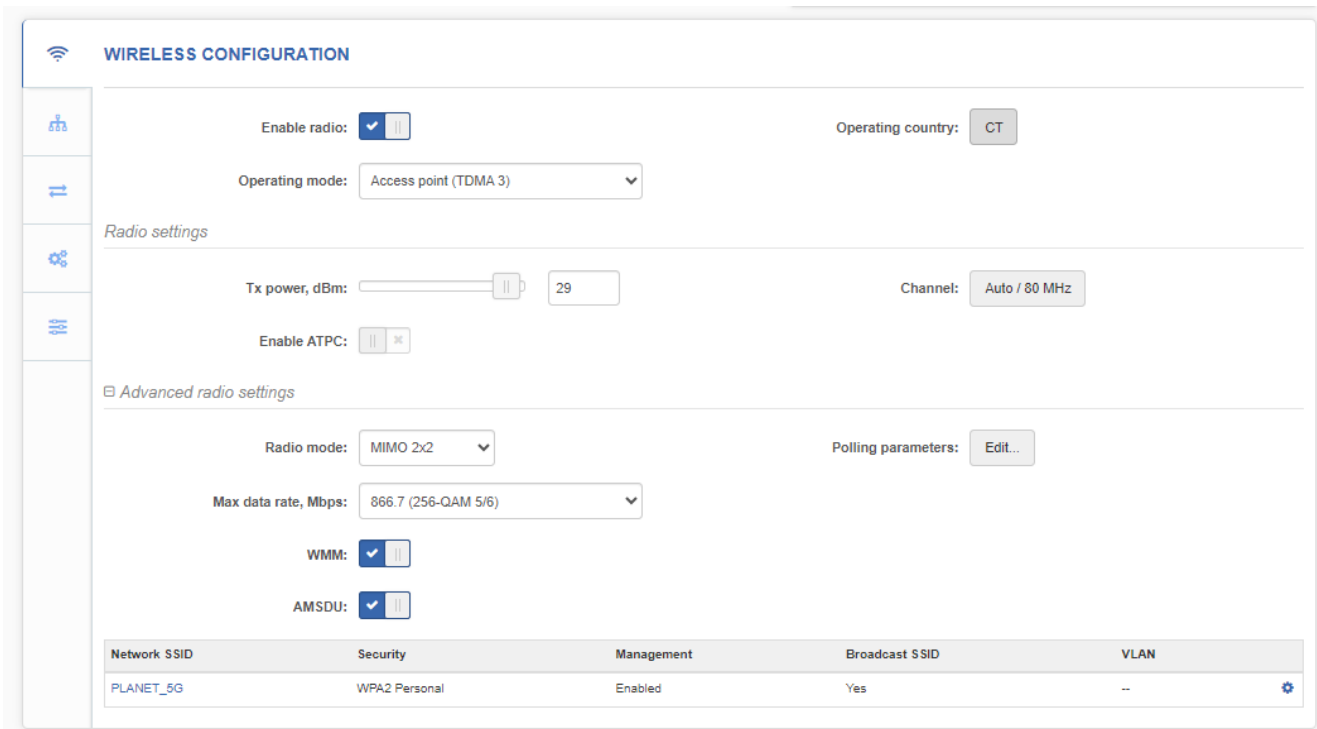 WIRELESS CONFIGURATION
Enable radio: Operating country: CT
Operating mode: Access point (TDMA 3)
Radio settings
Tx power, dBm: 29 Channel: Auto / 80 MHz
Enable ATPC:
Advanced radio settings
Radio mode: MIMO 2x2 Polling parameters: Edit...
Max data rate, Mbps: 866.7 (256-QAM 5/6)
WMM:
AMSDU:
Network SSID Security Management Broadcast SSID VLAN
PLANET_5G WPA2 Personal Enabled Yes --